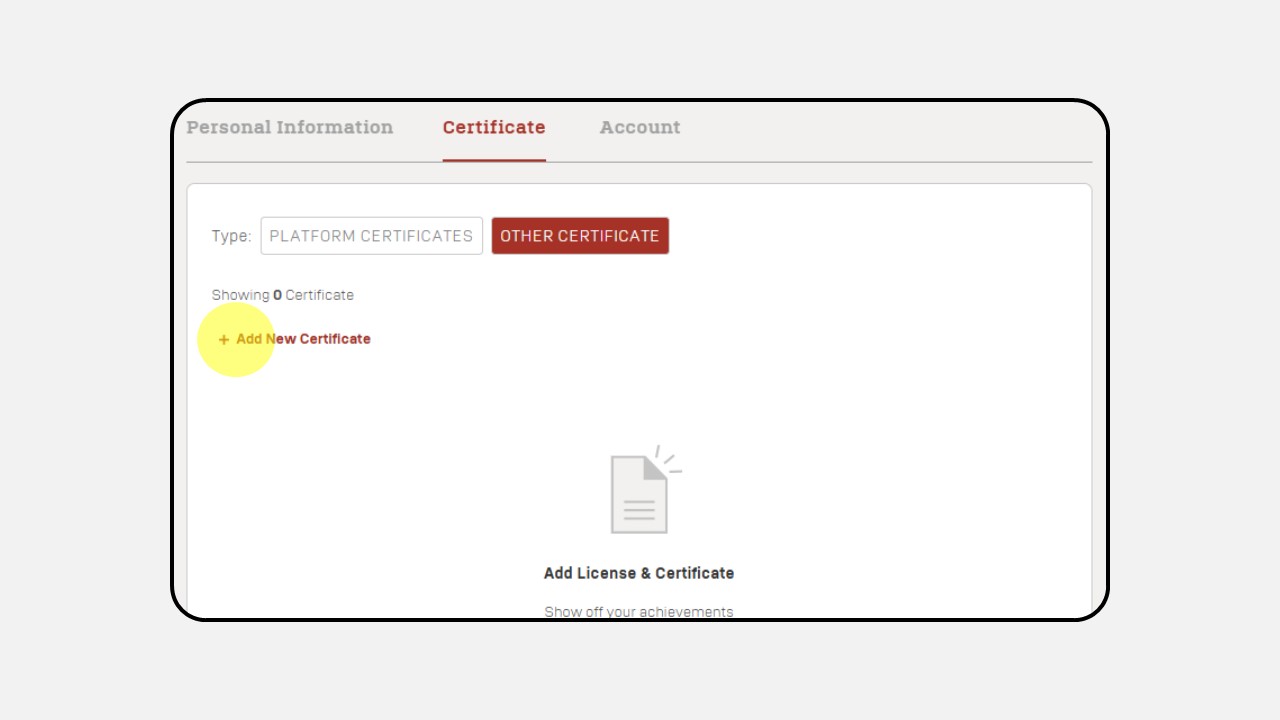 Personal Information Certificate Account
Type: PLATFORM CERTIFICATES OTHER CERTIFICATE
Showing 0 Certificate
+ Add New Certificate
Add License & Certificate
Show off your achievements